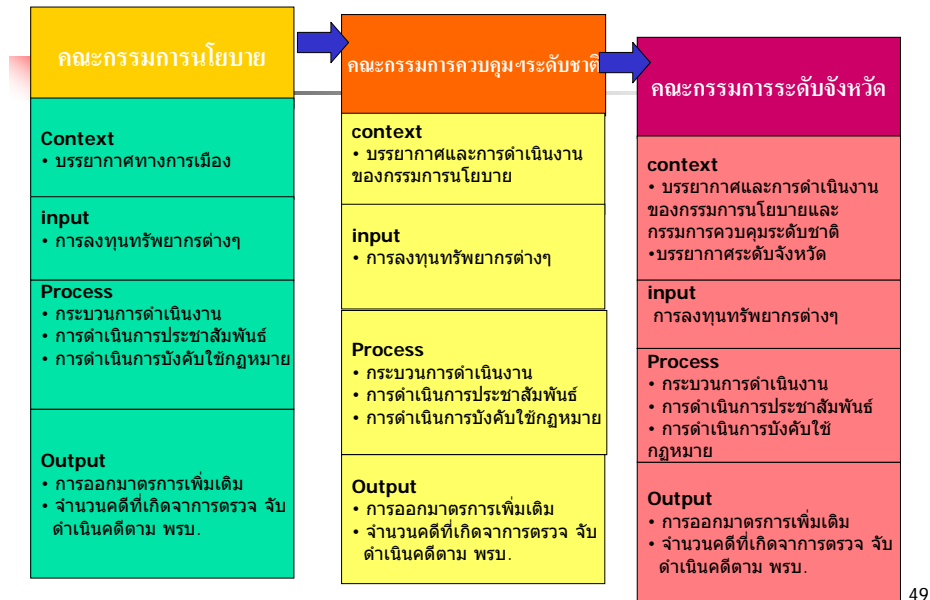 คณะกรรมการนโยบาย
Context
• บรรยากาศทางการเมือง
input
• การลงทุนทรัพยากรต่างๆ
Process
• กระบวนการดำเนินงาน
• การดำเนินการประชาสัมพันธ์
• การดำเนินการบังคับใช้กฏหมาย
Output
• การออกมาตรการเพิ่มเติม
• จำนวนคดีที่เกิดจาการตรวจ จับ
ดำเนินคดีตาม พรบ.
คณะกรรมการควบคุมฯระดับชาติ
context
• บรรยากาศและการดำเนินงาน
ของกรรมการนโยบาย
input
• การลงทุนทรัพยากรต่างๆ
Process
• กระบวนการดำเนินงาน
• การดำเนินการประชาสัมพันธ์
• การดำเนินการบังคับใช้กฏหมาย
Output
• การออกมาตรการเพิ่มเติม
• จำนวนคดีที่เกิดจาการตรวจ จับ
ดำเนินคดีตาม พรบ.
คณะกรรมการระดับจังหวัด
context
• บรรยากาศและการดำเนินงาน
ของกรรมการนโยบายและ
กรรมการควบคุมระดับชาติ
•บรรยากาศระดับจังหวัด
input
การลงทุนทรัพยากรต่างๆ
Process
• กระบวนการดำเนินงาน
• การดำเนินการประชาสัมพันธ์
• การดำเนินการบังคับใช้
กฏหมาย
Output
• การออกมาตรการเพิ่มเติม
• จำนวนคดีที่เกิดจาการตรวจ จับ
ดำเนินคดีตาม พรบ.
49